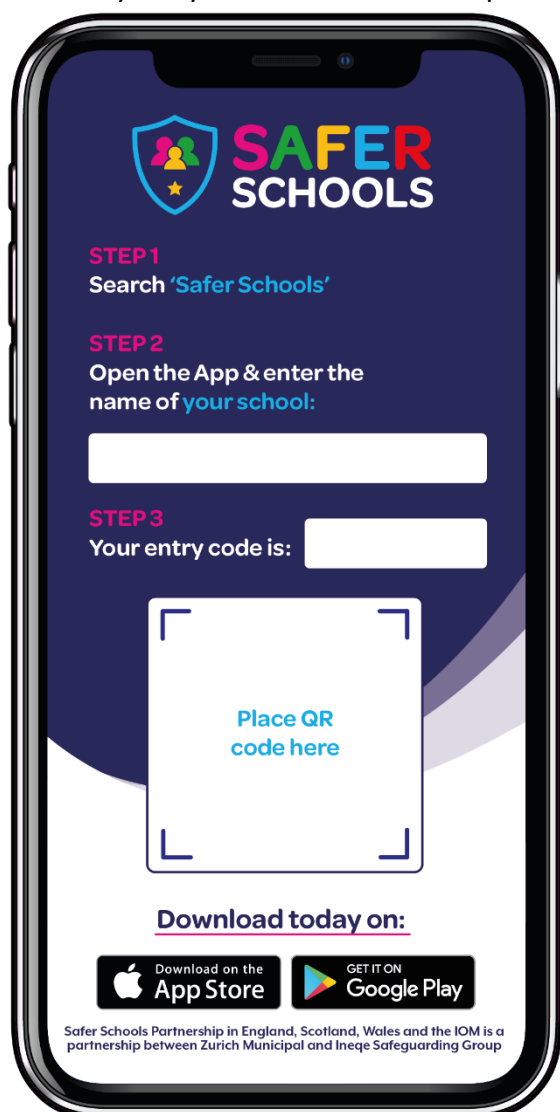 SAFER
SCHOOLS
STEP 1
Search ‘Safer Schools’
STEP 2
Open the App & enter the
name of your school:
STEP 3
Your entry code is:
Place QR
code here
Download today on:
Download on the
App Store
GET IT ON
Google Play
Safer Schools Partnership in England, Scotland, Wales and the IOM is a
partnership between Zurich Municipal and Ineqe Safeguarding Group